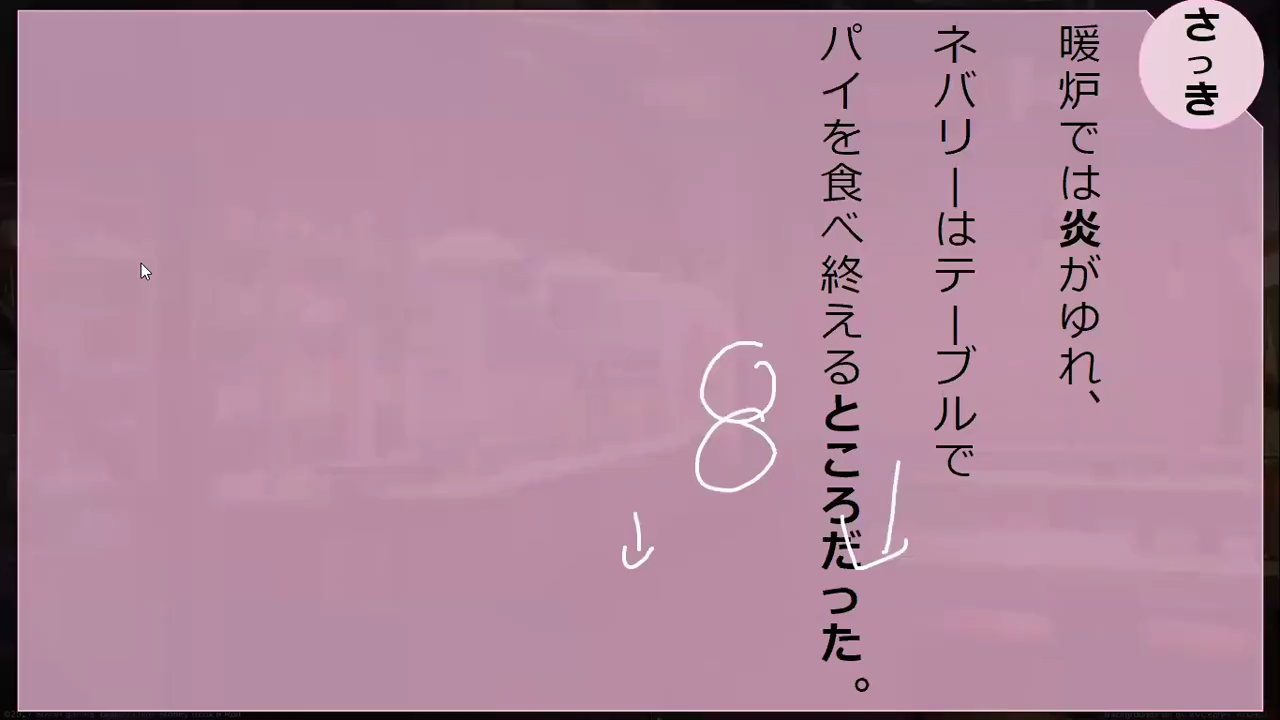 さっき
暖炉では炎がゆれ、
ネバリーはテーブルで
パイを食べ終えるところだった。
8